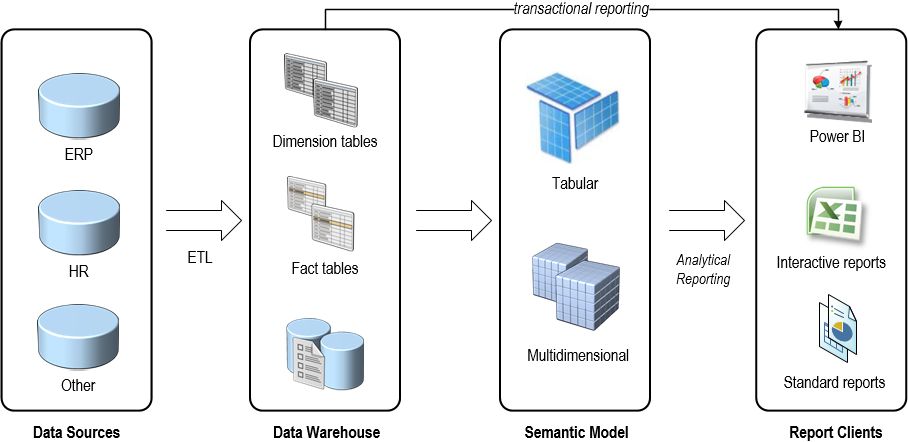 transactional reporting
ERP
HR
Other
Data Sources
ETL
Dimension tables
Fact tables
Data Warehouse
Tabular
Multidimensional
Semantic Model
Analytical
Reporting
Power BI
Interactive reports
Standard reports
Report Clients